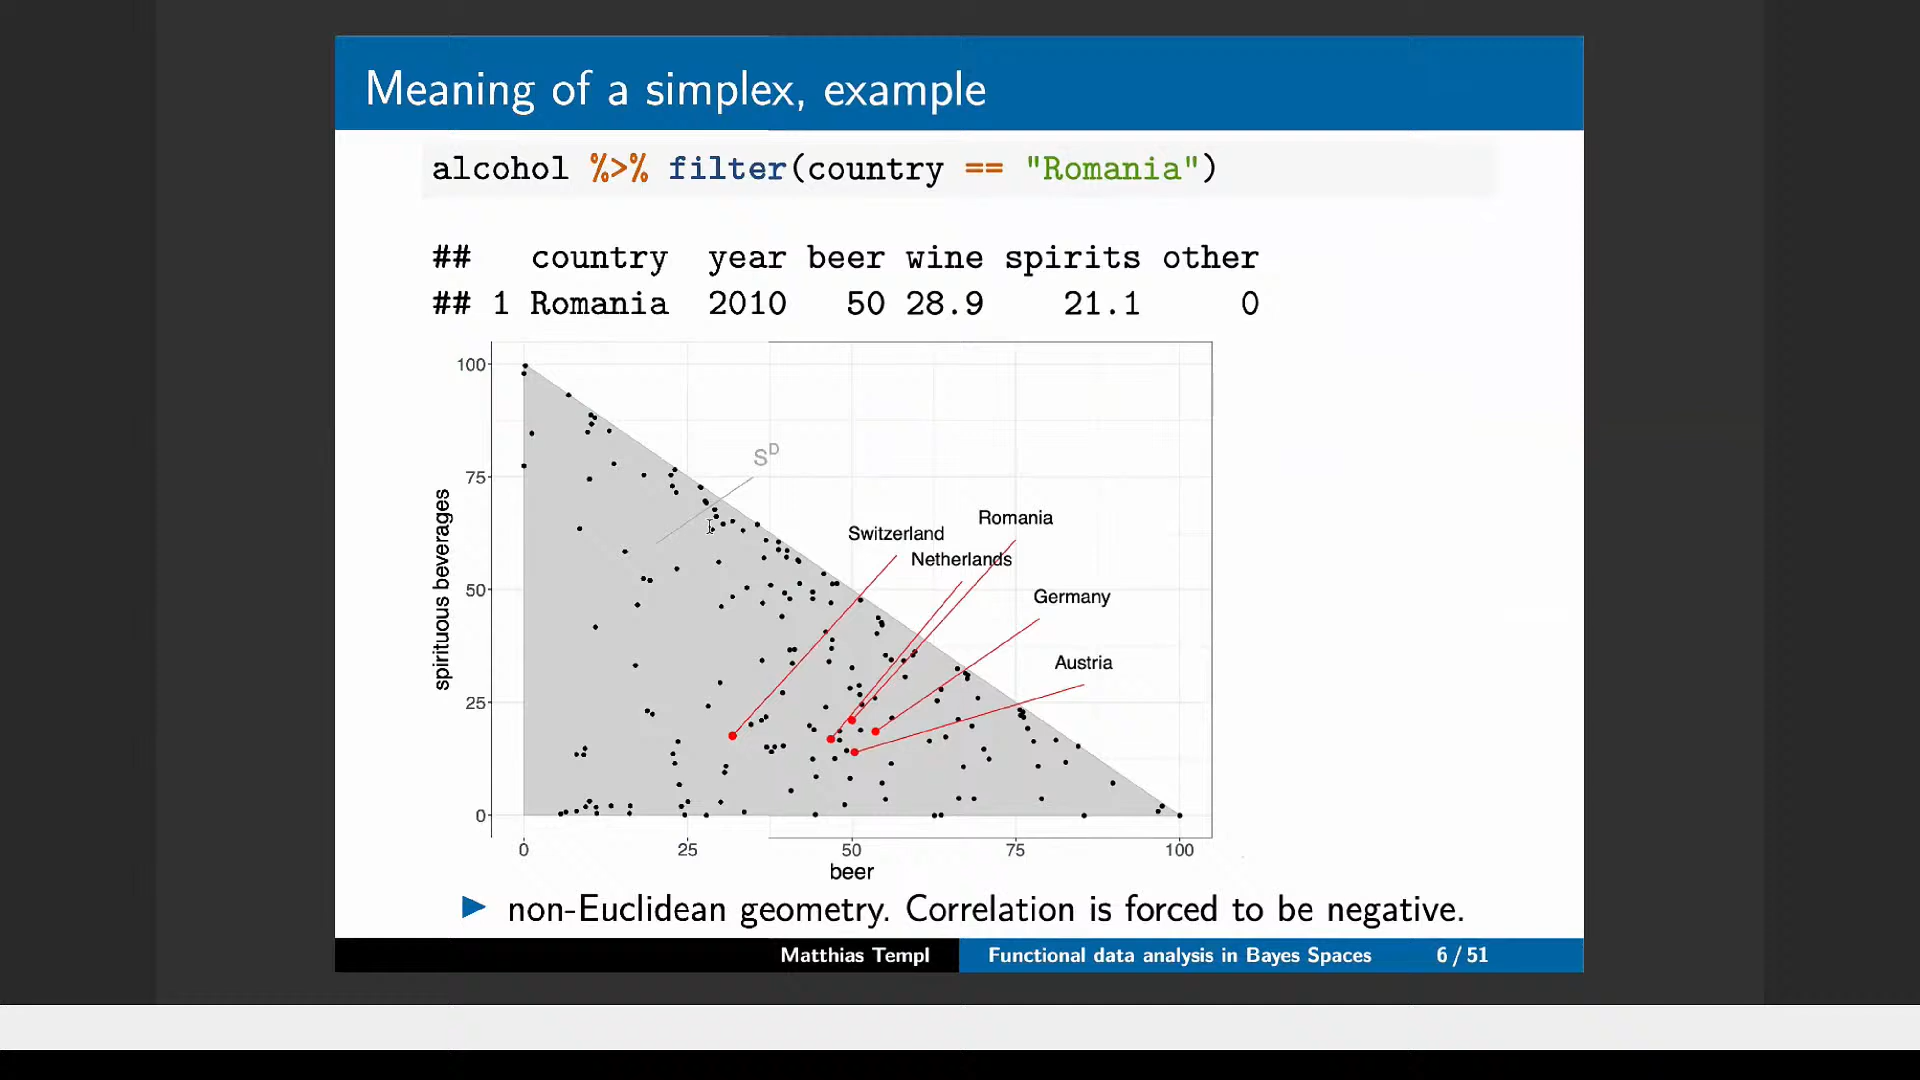 Meaning of a simplex, example
alcohol %>% filter(country == "Romania")
## country year beer wine spirits other
## 1 Romania 2010 50 28.9 21.1 0
100
75
50
25
0
spirituous beverages
S^D
Switzerland
Romania
Netherlands
Germany
Austria
0 25 50 75 100
beer
▶ non-Euclidean geometry. Correlation is forced to be negative.
Matthias Templ Functional data analysis in Bayes Spaces 6 / 51